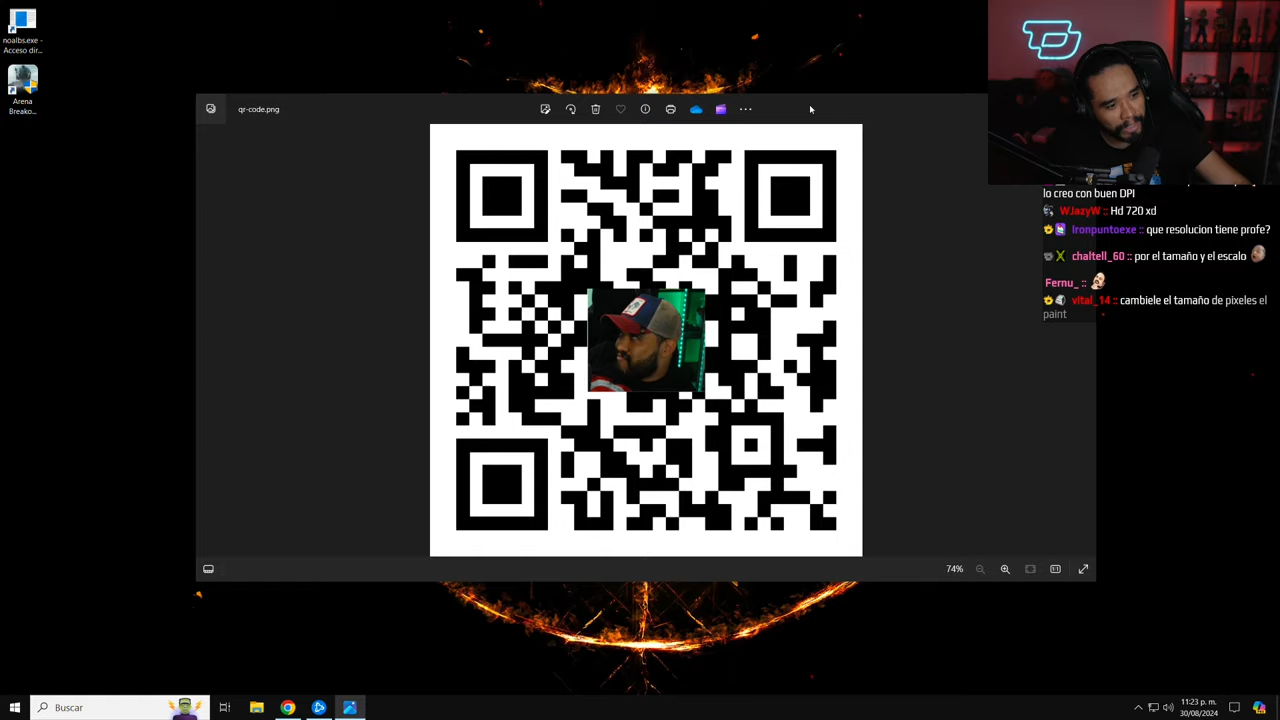 noalbs.exe -
Acceso dir...
Arena
Breako...
qr-code.png
lo creo con buen DPI
WJazyW :: Hd 720 xd
Ironpuntoexe :: que resolucion tiene profe?
chaltell_60 :: por el tamaño y el escalo
Fernu_ ::
vital_14 :: cambiele el tamaño de pixeles el
paint
74%
Buscar
11:23 p. m.
30/08/2024